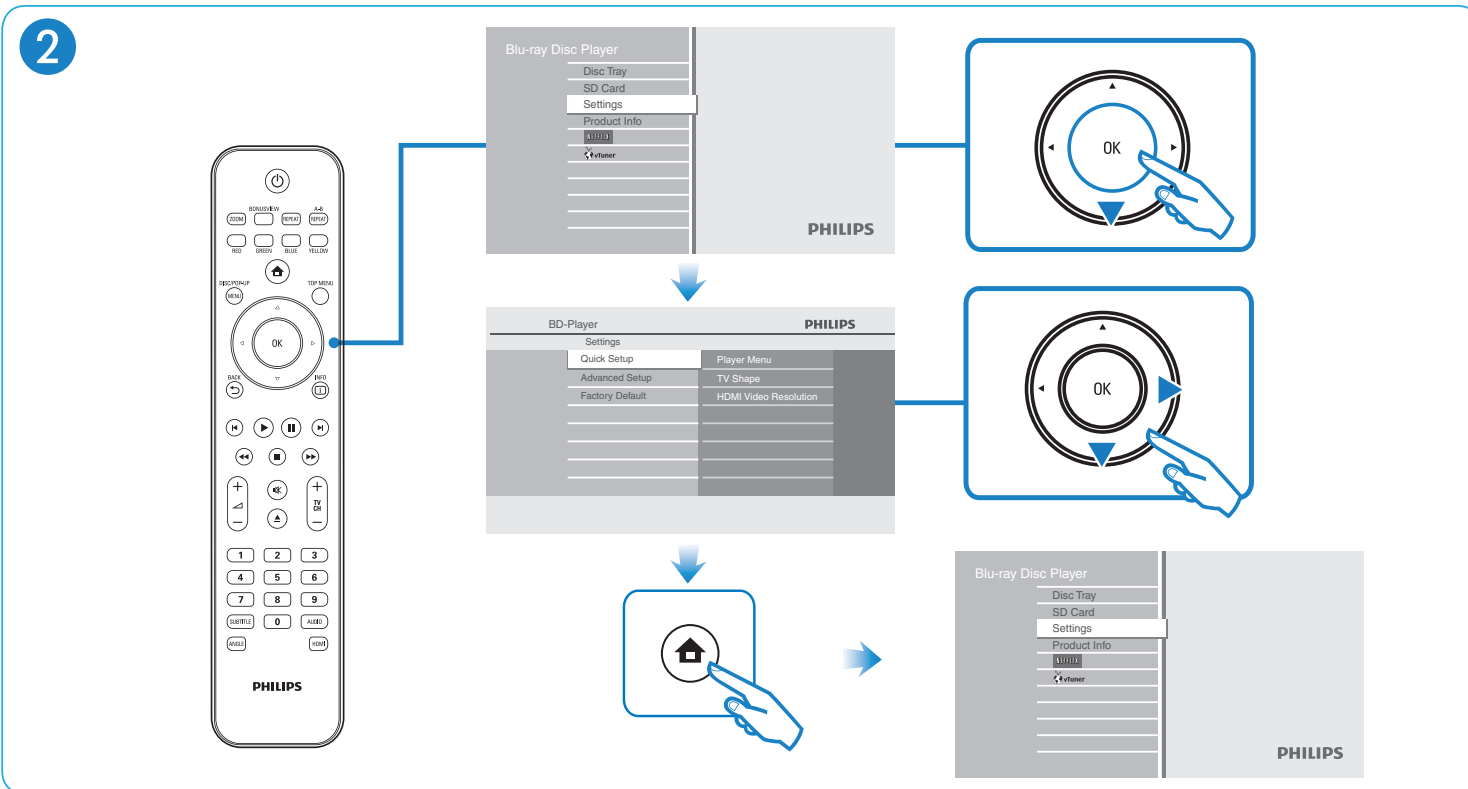 2
Blu-ray Disc Player
Disc Tray
SD Card
Settings
Product Info
NETFLIX
vTuner
PHILIPS
OK
ZOOM
BONUSVIEW
REPEAT
A-B
REPEAT
RED
GREEN
BLUE
YELLOW
DISC/POP-UP
MENU
TOP MENU
OK
BACK
INFO
i
+
−
+
TV
CH
−
1
2
3
4
5
6
7
8
9
SUBTITLE
0
AUDIO
ANGLE
HDMI
PHILIPS
BD-Player
PHILIPS
Settings
Quick Setup
Player Menu
Advanced Setup
TV Shape
Factory Default
HDMI Video Resolution
OK
Blu-ray Disc Player
Disc Tray
SD Card
Settings
Product Info
NETFLIX
vTuner
PHILIPS